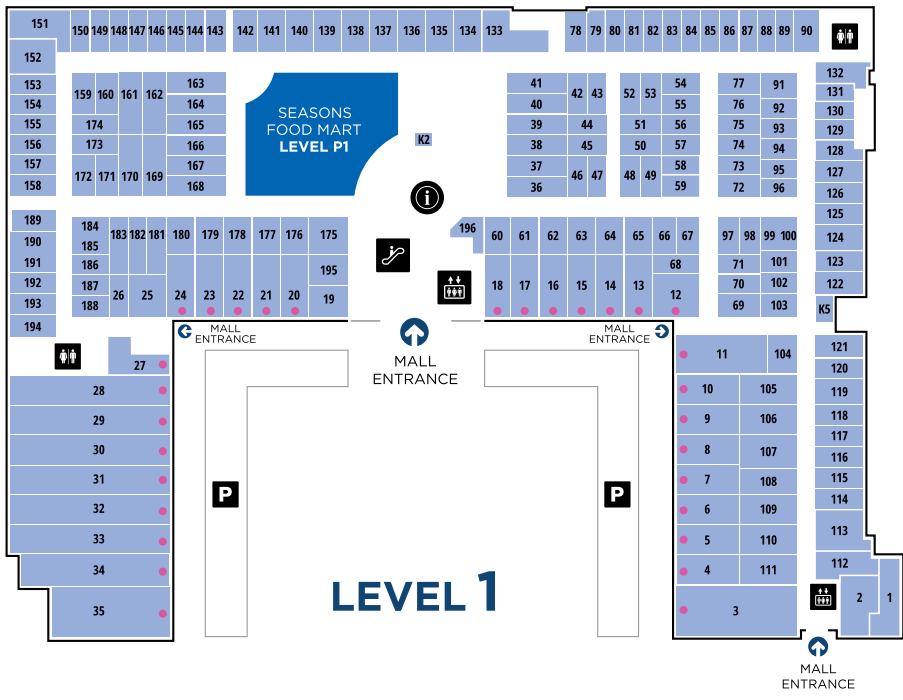 151 150 149 148 147 146 145 144 143 142 141 140 139 138 137 136 135 134 133 78 79 80 81 82 83 84 85 86 87 88 89 90
152
132
153 159 160 161 162 163 41 42 43 52 53 54 77 91 131
154 164 40 55 76 92 130
155 174 165 39 44 51 56 75 93 129
SEASONS
FOOD MART
LEVEL P1
K2
156 173 166 38 45 50 57 74 94 128
157 172 171 170 169 167 37 46 47 48 49 58 73 95 127
158 168 36 59 72 96 126
i
189 125
190 184 183 182 181 180 179 178 177 176 175 196 60 61 62 63 64 65 66 67 97 98 99 100 124
185
191 186 195 68 71 101 123
192 187 26 25 70 102 122
193 188 24 23 22 21 20 19 18 17 16 15 14 13 12 69 103 K5
194
MALL
ENTRANCE
MALL
ENTRANCE
MALL
ENTRANCE
27 11 104 121
120
28 10 105 119
29 9 106 118
117
30 8 107 116
31 7 108 115
P P
114
32 6 109
33 5 110 113
34 4 111 112
LEVEL 1
35 3 2 1
MALL
ENTRANCE